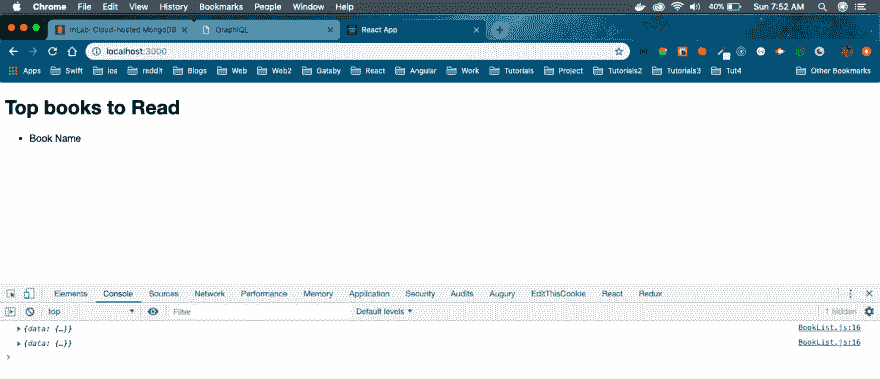 Chrome File Edit View History Bookmarks People Window Help 40% Sun 7:52 AM
mLab: Cloud-hosted MongoDB GraphiQL React App
localhost:3000
Apps Swift ios reddit Blogs Web Web2 Gatsby React Angular Work Tutorials Project Tutorials2 Tutorials3 Tut4 Other Bookmarks
Top books to Read
• Book Name
Elements Console Sources Network Performance Memory Application Security Audits Augury EditThisCookie React Redux
top Filter Default levels ▼ 1 hidden
▶ {data: {…}} BookList.js:16
▶ {data: {…}} BookList.js:16
>